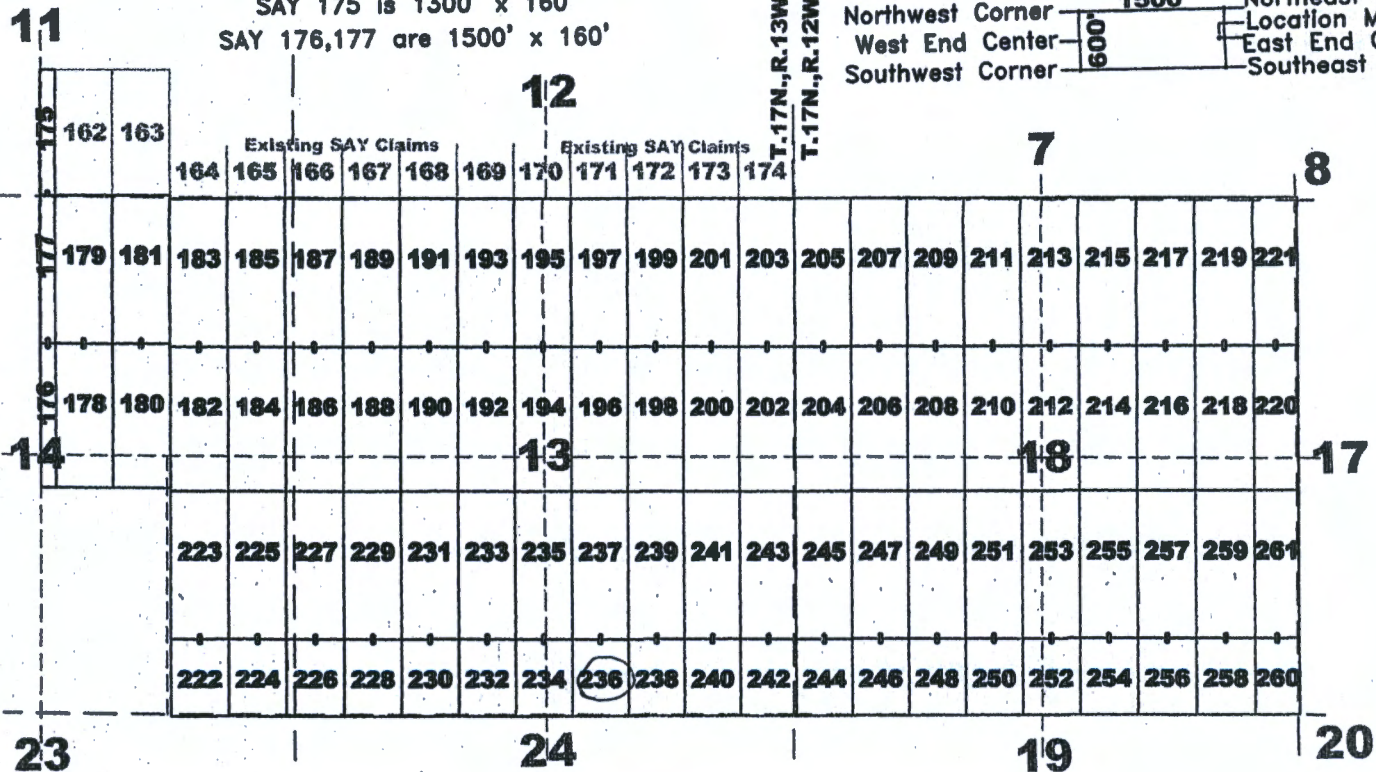 11
SAY 175 is 1300' x 160'
SAY 176,177 are 1500' x 160'
T.17N.,R.13W
T.17N.,R.12W
1500'
600'
Northwest Corner
West End Center
Southwest Corner
Northeast
Location M
East End C
Southeast
12
7
8
175 162 163
Existing SAY Claims Existing SAY Claims
164 165 166 167 168 169 170 171 172 173 174
177 179 181 183 185 187 189 191 193 195 197 199 201 203 205 207 209 211 213 215 217 219 221
176 178 180 182 184 186 188 190 192 194 196 198 200 202 204 206 208 210 212 214 216 218 220
14 13 18 17
223 225 227 229 231 233 235 237 239 241 243 245 247 249 251 253 255 257 259 261
222 224 226 228 230 232 234 236 238 240 242 244 246 248 250 252 254 256 258 260
23 24 19 20